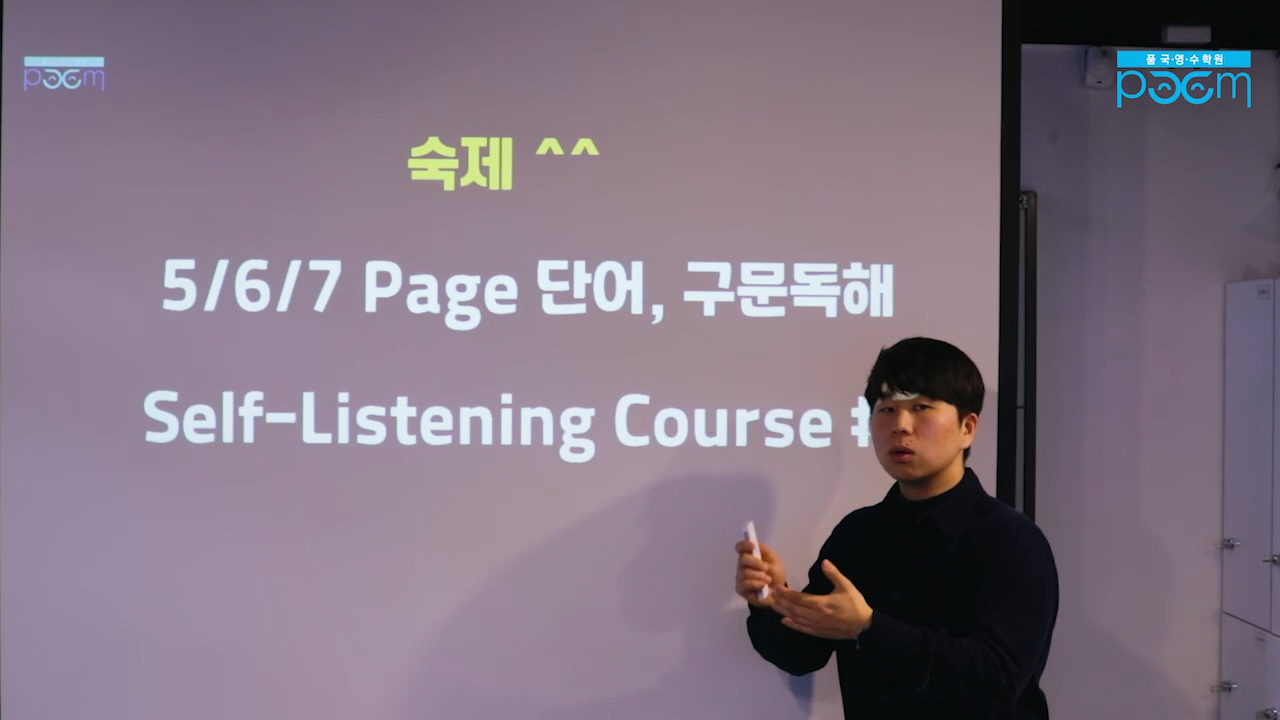 품 국·영·수 학원
poem
poem
숙제 ^^
5/6/7 Page 단어, 구문독해
Self-Listening Course #